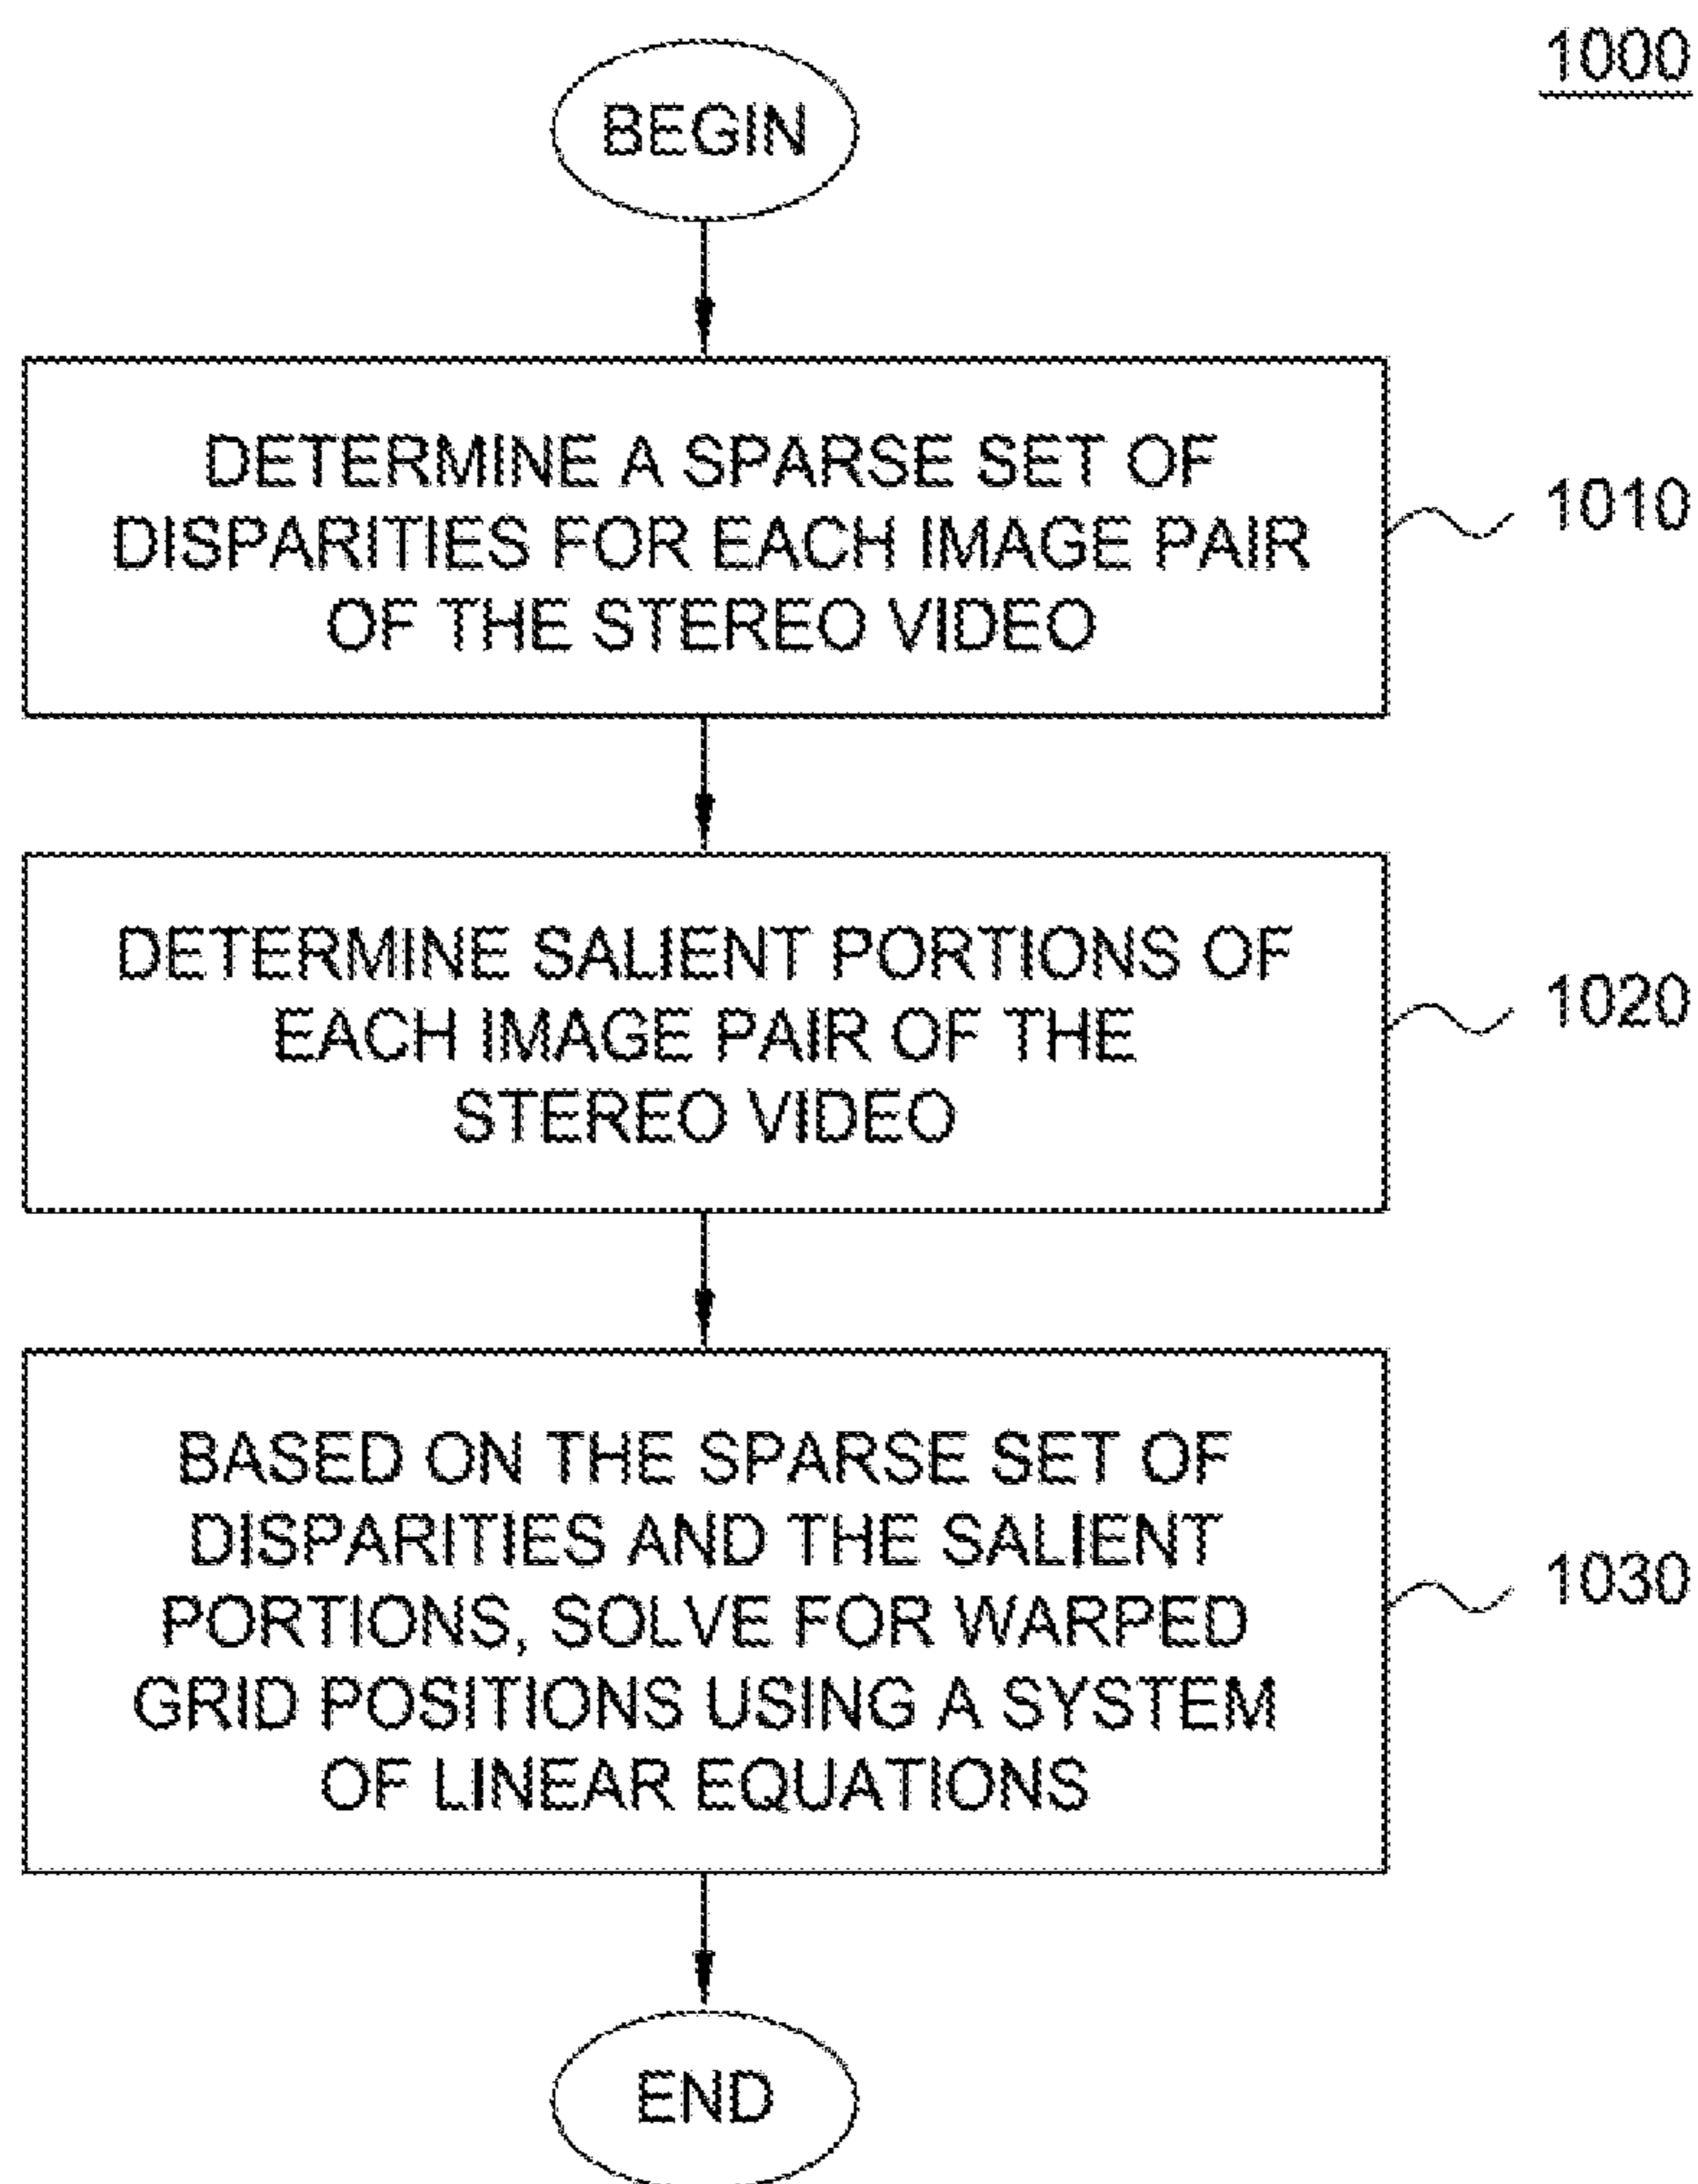 1000
BEGIN
DETERMINE A SPARSE SET OF
DISPARITIES FOR EACH IMAGE PAIR
OF THE STEREO VIDEO
1010
DETERMINE SALIENT PORTIONS OF
EACH IMAGE PAIR OF THE
STEREO VIDEO
1020
BASED ON THE SPARSE SET OF
DISPARITIES AND THE SALIENT
PORTIONS, SOLVE FOR WARPED
GRID POSITIONS USING A SYSTEM
OF LINEAR EQUATIONS
1030
END